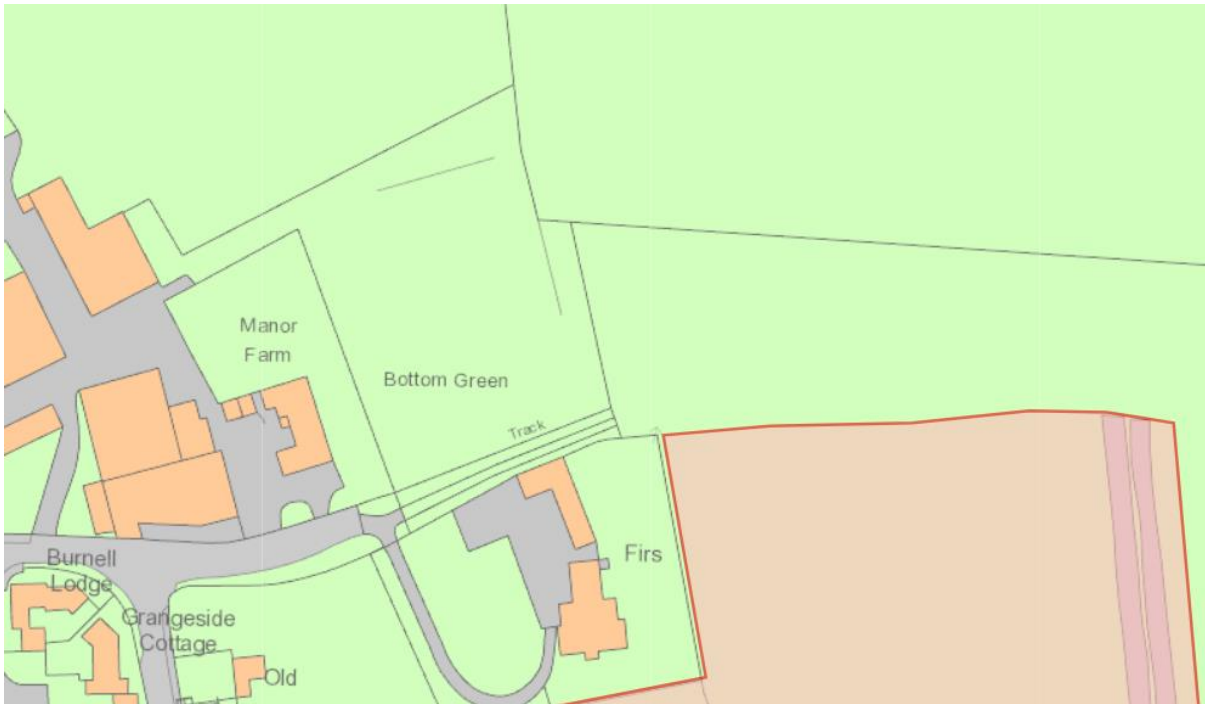 Manor
Farm
Bottom Green
Track
Burnell
Lodge
Firs
Grangeside
Cottage
Old